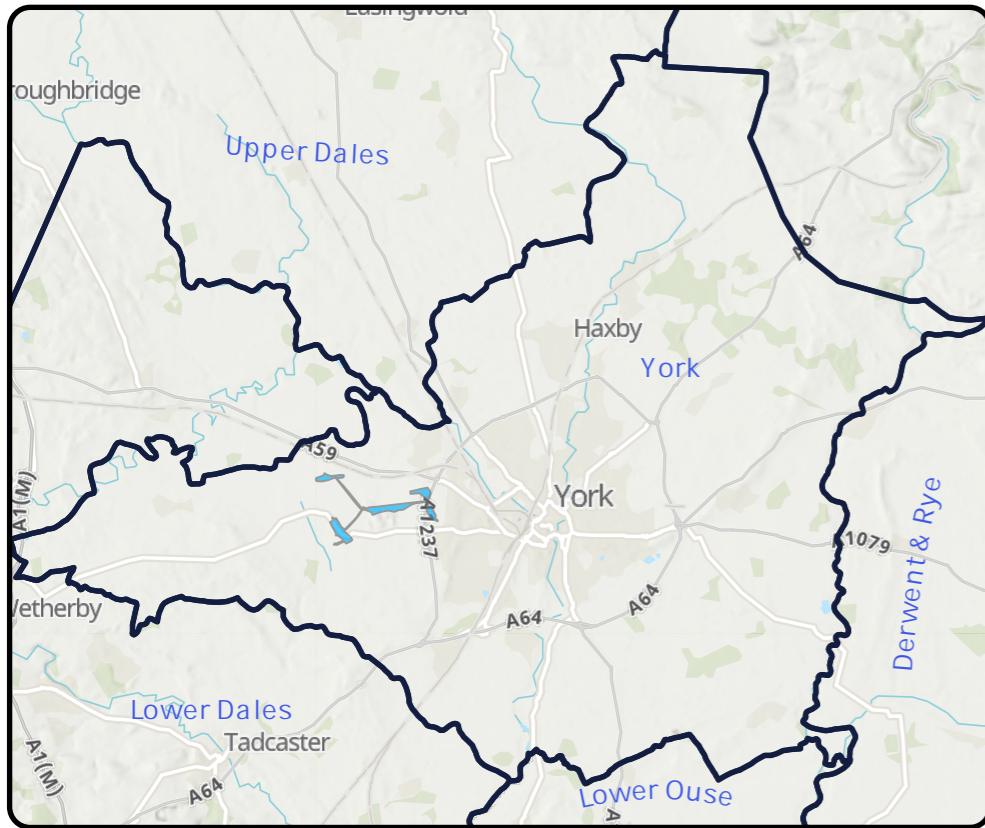 Easingwold
roughbridge
Upper Dales
A64
Haxby
York
A59
A1(M)
York
A1237
A1079
Derwent & Rye
Wetherby
A64
A64
Lower Dales
Tadcaster
A1(M)
A64
Lower Ouse
A